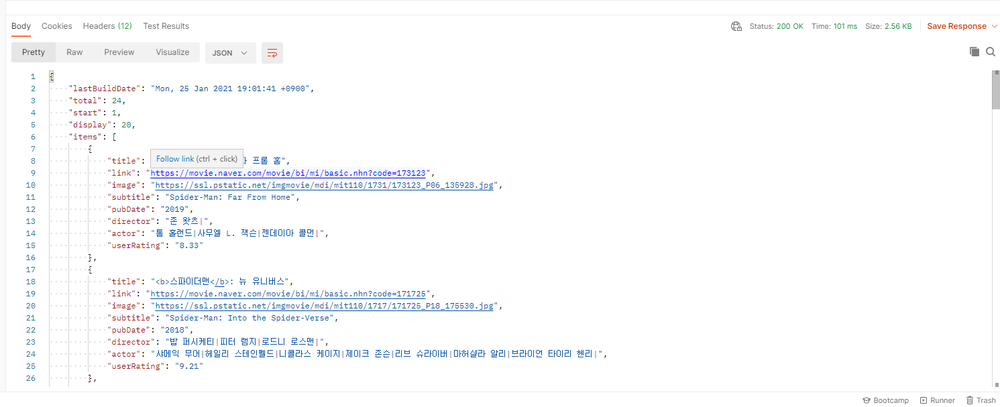 Body Cookies Headers (12) Test Results Status: 200 OK Time: 101 ms Size: 2.56 KB Save Response
Pretty Raw Preview Visualize JSON
1 {
2 "lastBuildDate": "Mon, 25 Jan 2021 19:01:41 +0900",
3 "total": 24,
4 "start": 1,
5 "display": 20,
6 "items": [
7 {
Follow link (ctrl + click)
8 "title": 프롬 홈",
9 "link": "https://movie.naver.com/movie/bi/mi/basic.nhn?code=173123",
10 "image": "https://ssl.pstatic.net/imgmovie/mdi/mit110/1731/173123_P06_135928.jpg",
11 "subtitle": "Spider-Man: Far From Home",
12 "pubDate": "2019",
13 "director": "존 왓츠|",
14 "actor": "톰 홀랜드|사무엘 L. 잭슨|젠데이아 콜먼|",
15 "userRating": "8.33"
16 },
17 {
18 "title": "<b>스파이더맨</b>: 뉴 유니버스",
19 "link": "https://movie.naver.com/movie/bi/mi/basic.nhn?code=171725",
20 "image": "https://ssl.pstatic.net/imgmovie/mdi/mit110/1717/171725_P18_175530.jpg",
21 "subtitle": "Spider-Man: Into the Spider-Verse",
22 "pubDate": "2018",
23 "director": "밥 퍼시케티|피터 램지|로드니 로스맨|",
24 "actor": "샤메익 무어|헤일리 스테인펠드|니콜라스 케이지|제이크 존슨|리브 슈라이버|마허샬라 알리|브라이언 타이리 헨리|",
25 "userRating": "9.21"
26 },
Bootcamp Runner Trash